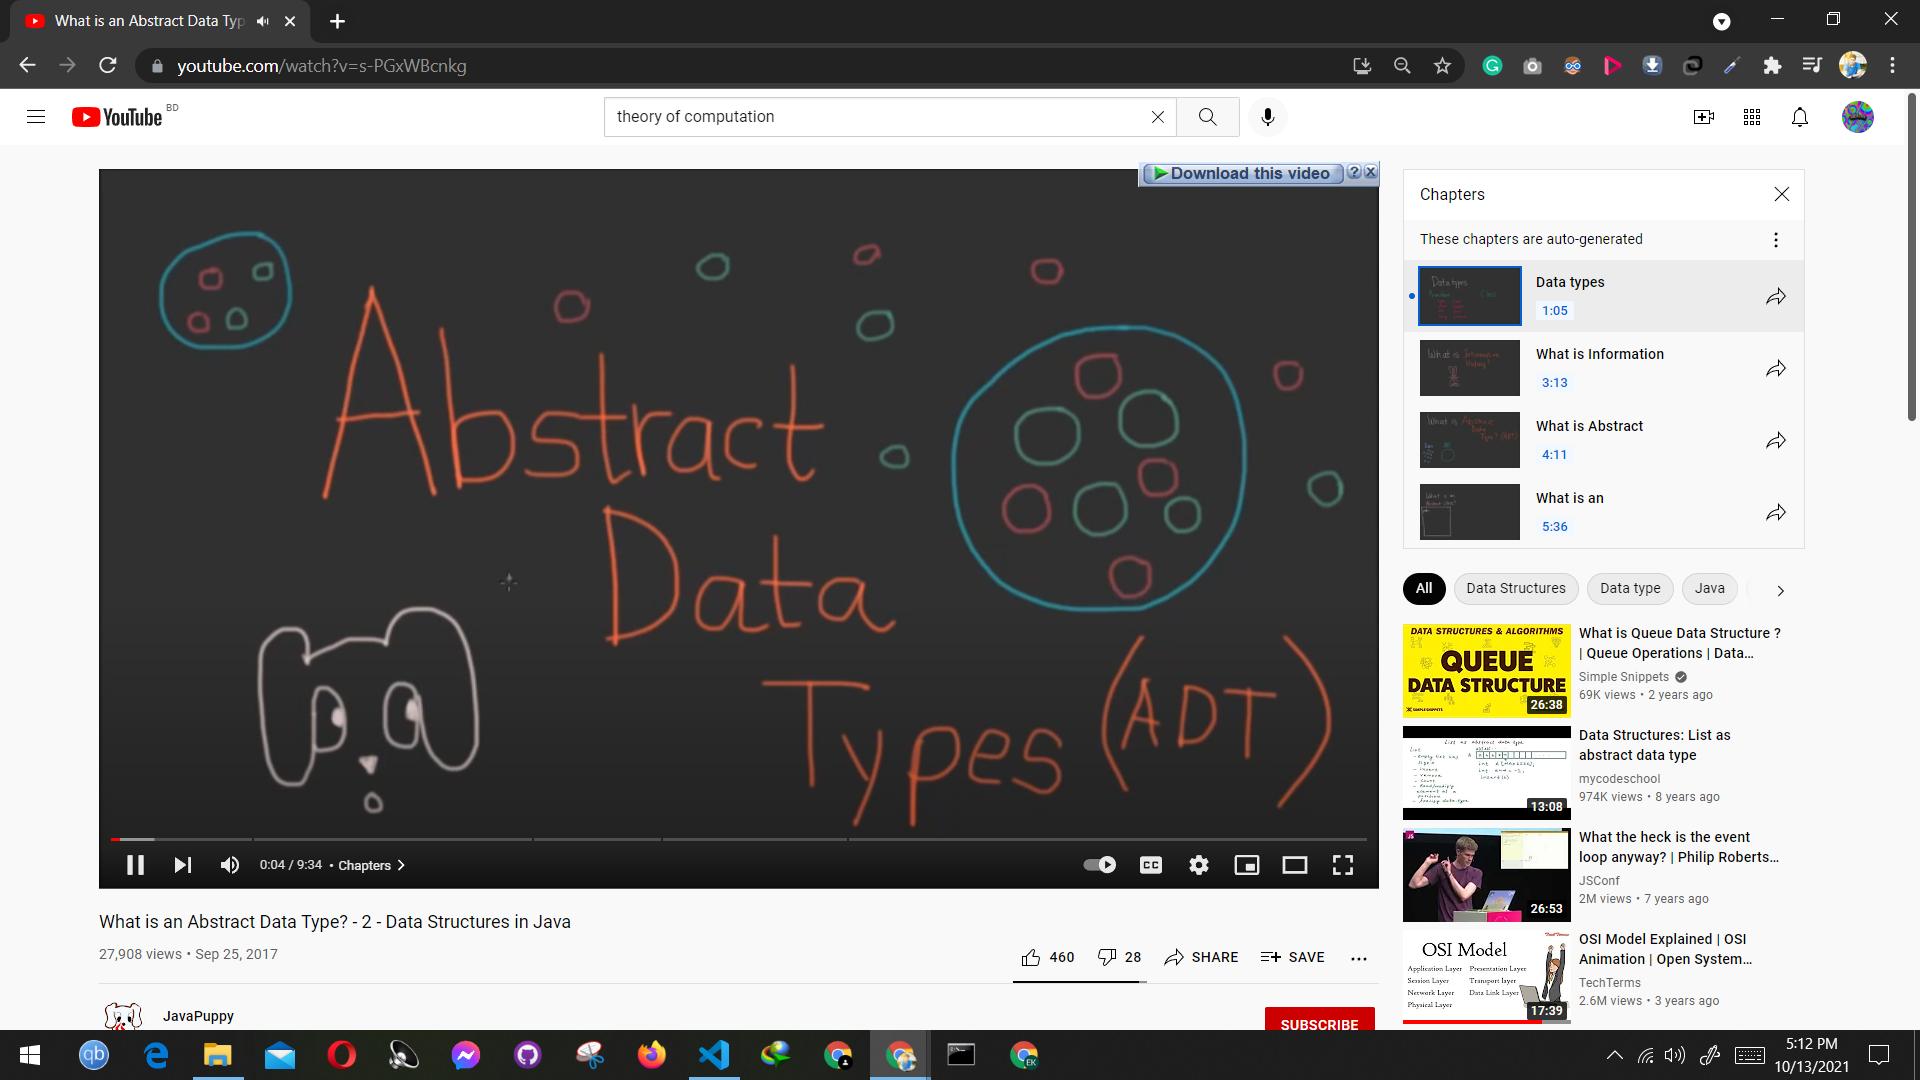 What is an Abstract Data Typ
youtube.com/watch?v=s-PGxWBcnkg
YouTube BD
theory of computation
Download this video
Abstract
Data
Types (ADT)
0:04 / 9:34 • Chapters
CC
What is an Abstract Data Type? - 2 - Data Structures in Java
27,908 views • Sep 25, 2017
460
28
SHARE
SAVE
JavaPuppy
SUBSCRIBE
Chapters
These chapters are auto-generated
Data types
1:05
What is Information
3:13
What is Abstract
4:11
What is an
5:36
All
Data Structures
Data type
Java
DATA STRUCTURES & ALGORITHMS
QUEUE
DATA STRUCTURE
26:38
What is Queue Data Structure ?
| Queue Operations | Data...
Simple Snippets
69K views • 2 years ago
13:08
Data Structures: List as
abstract data type
mycodeschool
974K views • 8 years ago
JS
26:53
What the heck is the event
loop anyway? | Philip Roberts...
JSConf
2M views • 7 years ago
OSI Model
Application Layer Presentation Layer
Session Layer Transport layer
Network Layer Data Link Layer
Physical Layer
17:39
OSI Model Explained | OSI
Animation | Open System...
TechTerms
2.6M views • 3 years ago
qb
EK
5:12 PM
10/13/2021